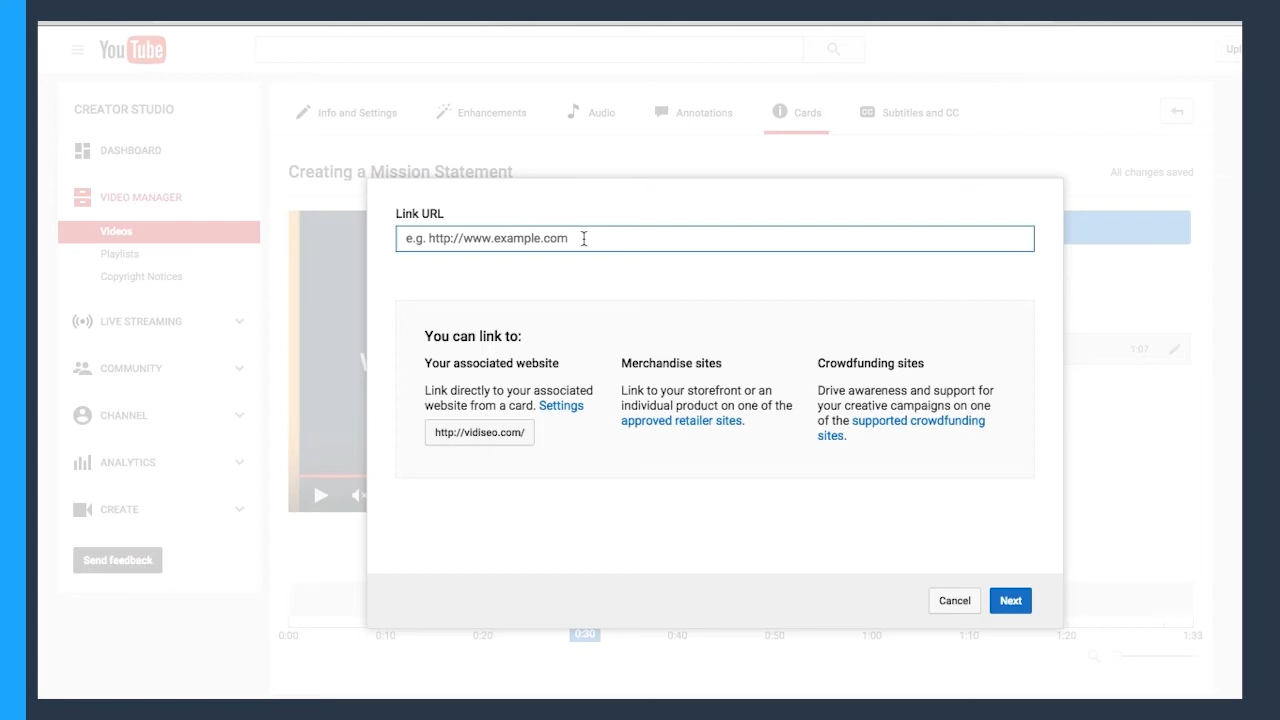 YouTube
Upl
CREATOR STUDIO
Info and Settings
Enhancements
Audio
Annotations
Cards
CC
Subtitles and CC
DASHBOARD
VIDEO MANAGER
Videos
Playlists
Copyright Notices
LIVE STREAMING
COMMUNITY
CHANNEL
ANALYTICS
CREATE
Send feedback
Creating a Mission Statement
All changes saved
Link URL
e.g. http://www.example.com
You can link to:
Your associated website
Link directly to your associated
website from a card. Settings
http://vidiseo.com/
Merchandise sites
Link to your storefront or an
individual product on one of the
approved retailer sites.
Crowdfunding sites
Drive awareness and support for
your creative campaigns on one
of the supported crowdfunding
sites.
1:07
Cancel
Next
0:00 0:10 0:20 0:30 0:40 0:50 1:00 1:10 1:20 1:33